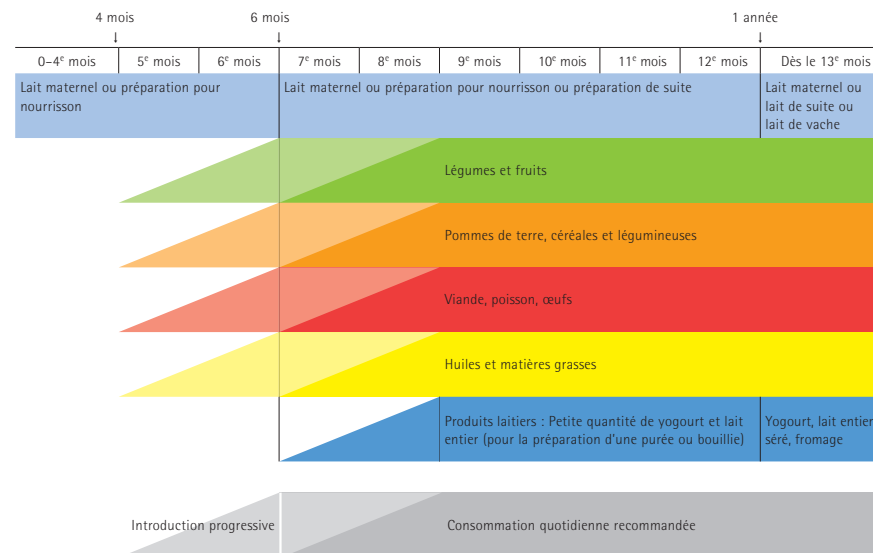 4 mois
6 mois
1 année
0–4e mois
5e mois
6e mois
7e mois
8e mois
9e mois
10e mois
11e mois
12e mois
Dès le 13e mois
Lait maternel ou préparation pour
nourrisson
Lait maternel ou préparation pour nourrisson ou préparation de suite
Lait maternel ou
lait de suite ou
lait de vache
Légumes et fruits
Pommes de terre, céréales et légumineuses
Viande, poisson, œufs
Huiles et matières grasses
Produits laitiers : Petite quantité de yogourt et lait
entier (pour la préparation d'une purée ou bouillie)
Yogourt, lait entier
séré, fromage
Introduction progressive
Consommation quotidienne recommandée